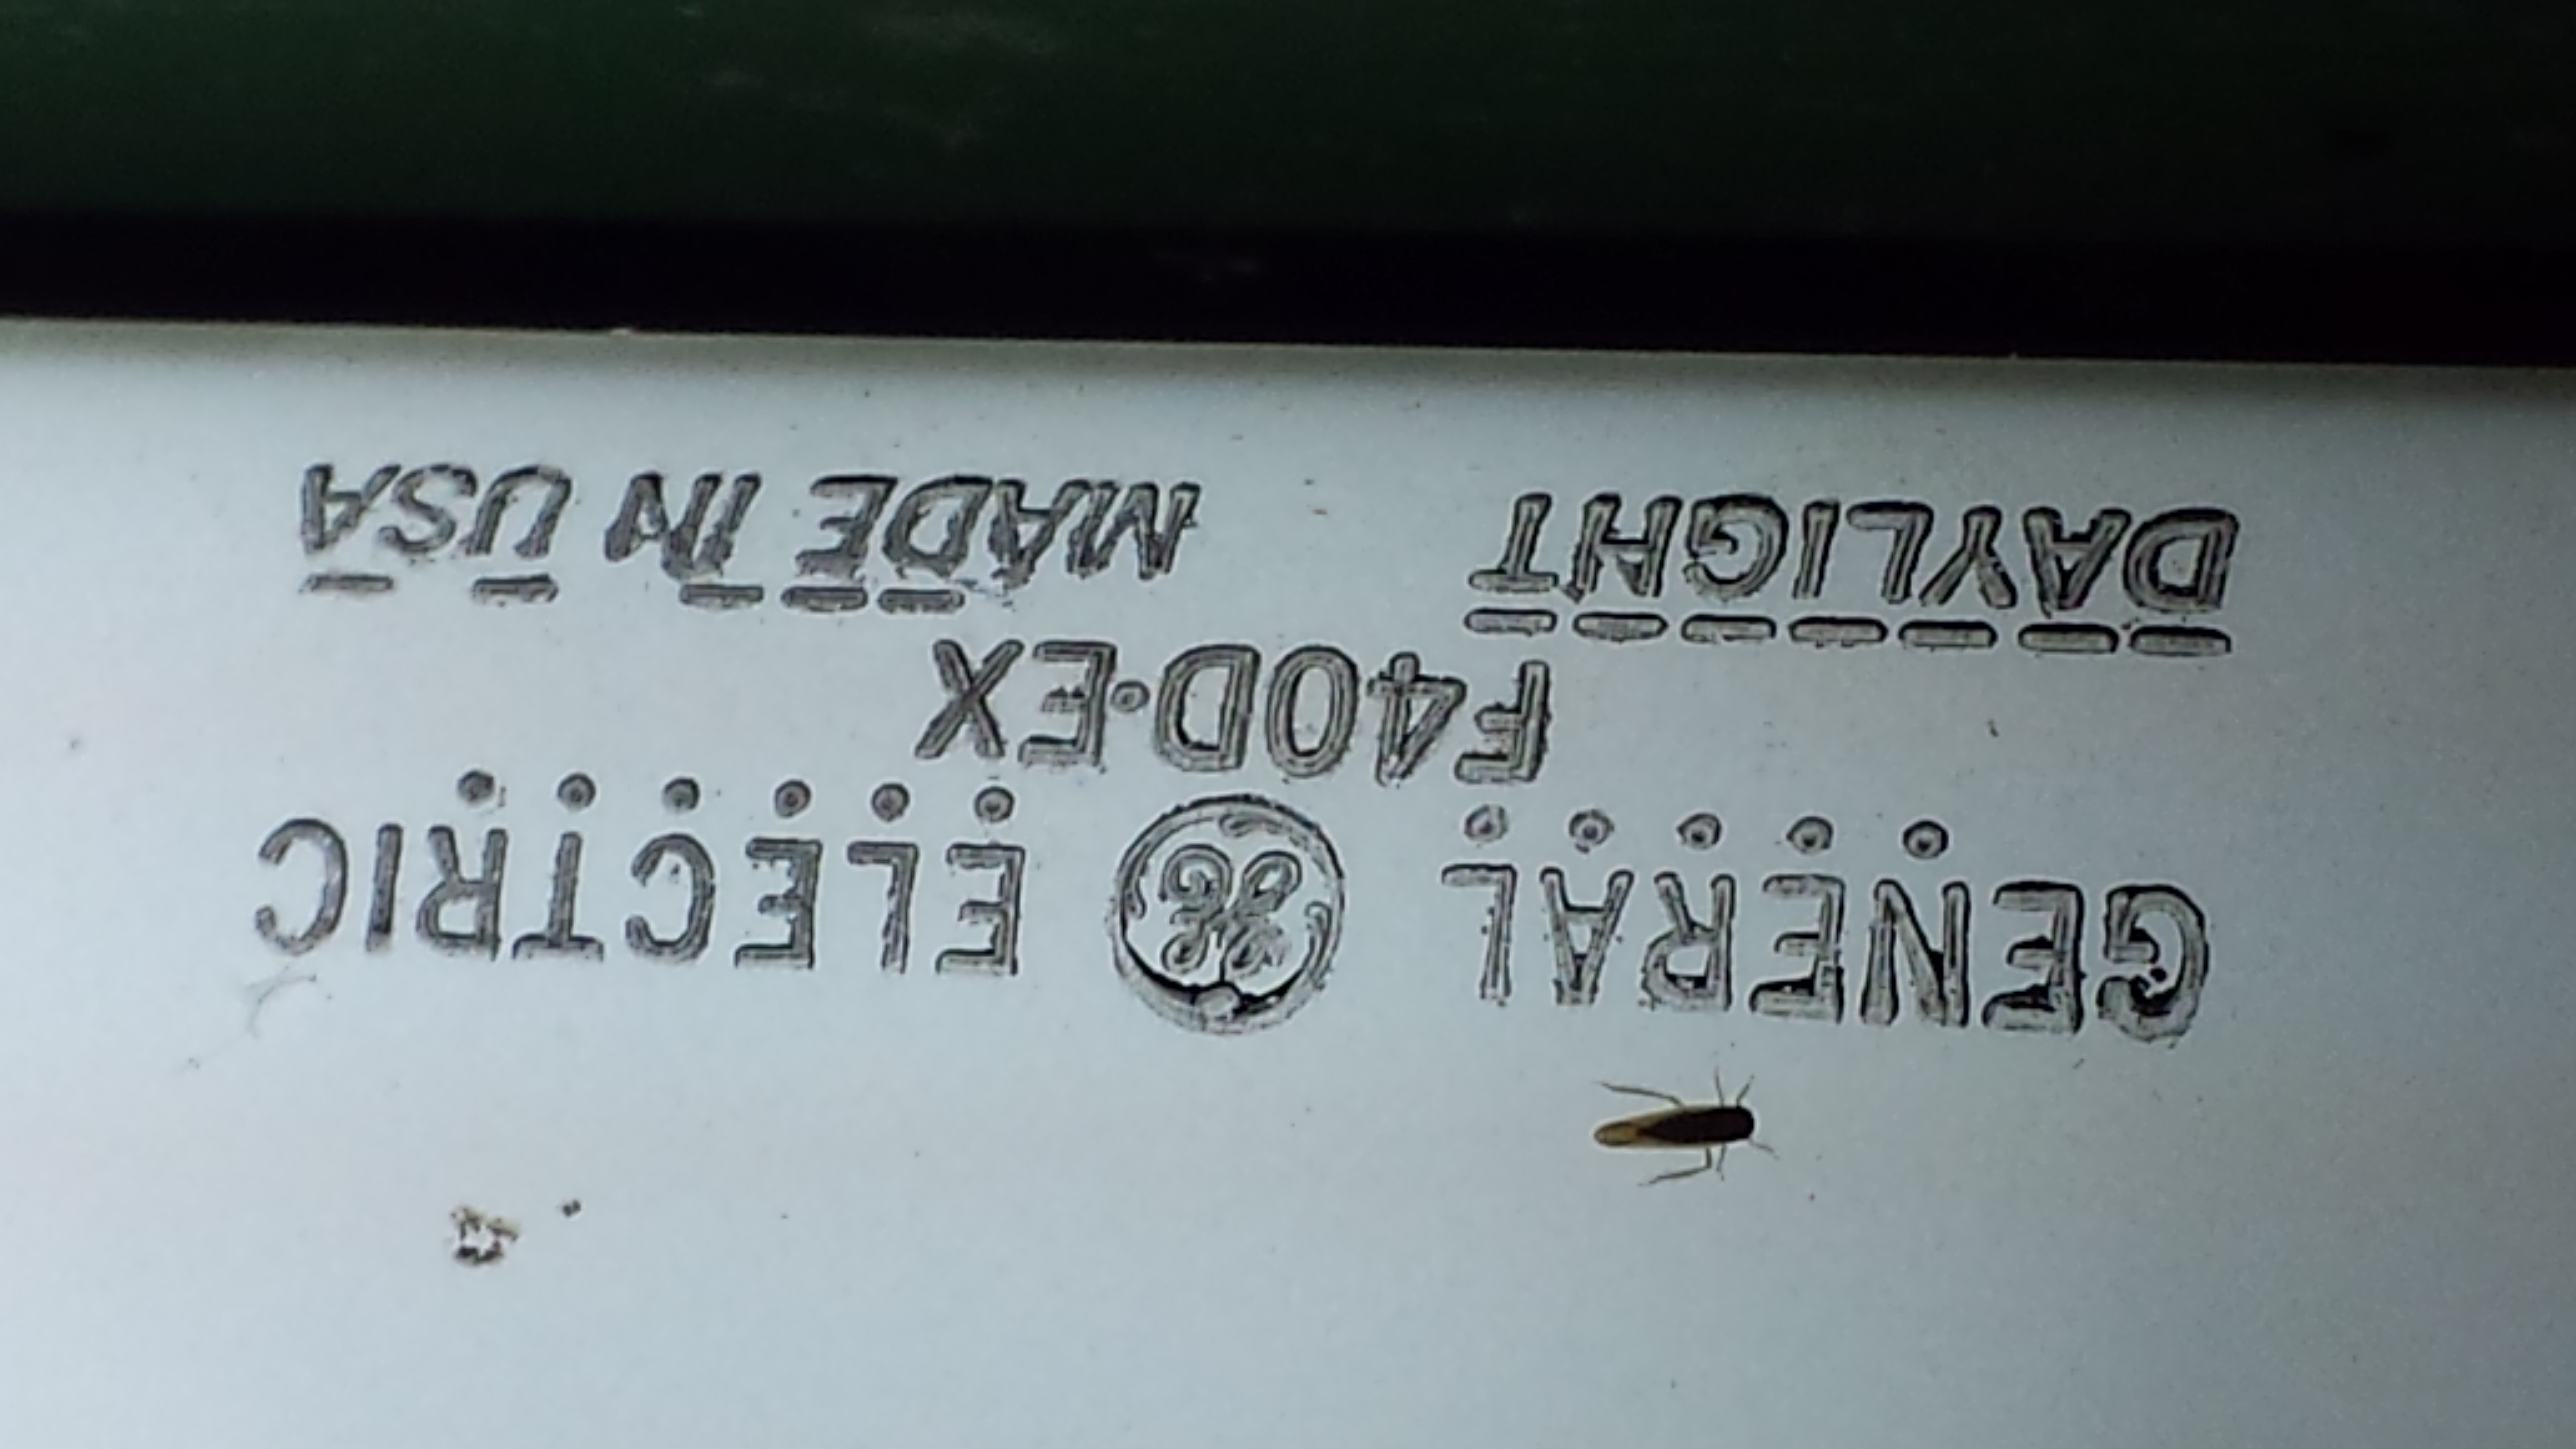 GENERAL GE ELECTRIC
F40D·EX
DAYLIGHT MADE IN USA